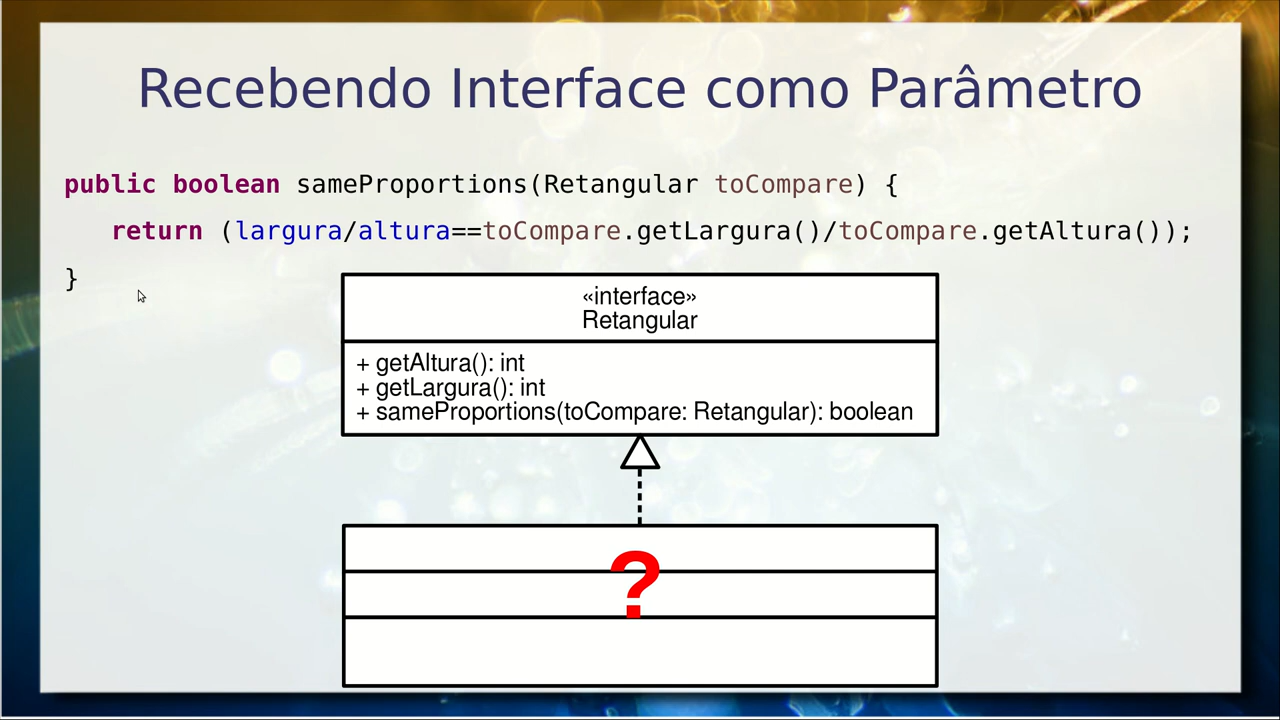 Recebendo Interface como Parâmetro
public boolean sameProportions(Retangular toCompare) {
return (largura/altura==toCompare.getLargura()/toCompare.getAltura());
}
«interface»
Retangular
+ getAltura(): int
+ getLargura(): int
+ sameProportions(toCompare: Retangular): boolean
?